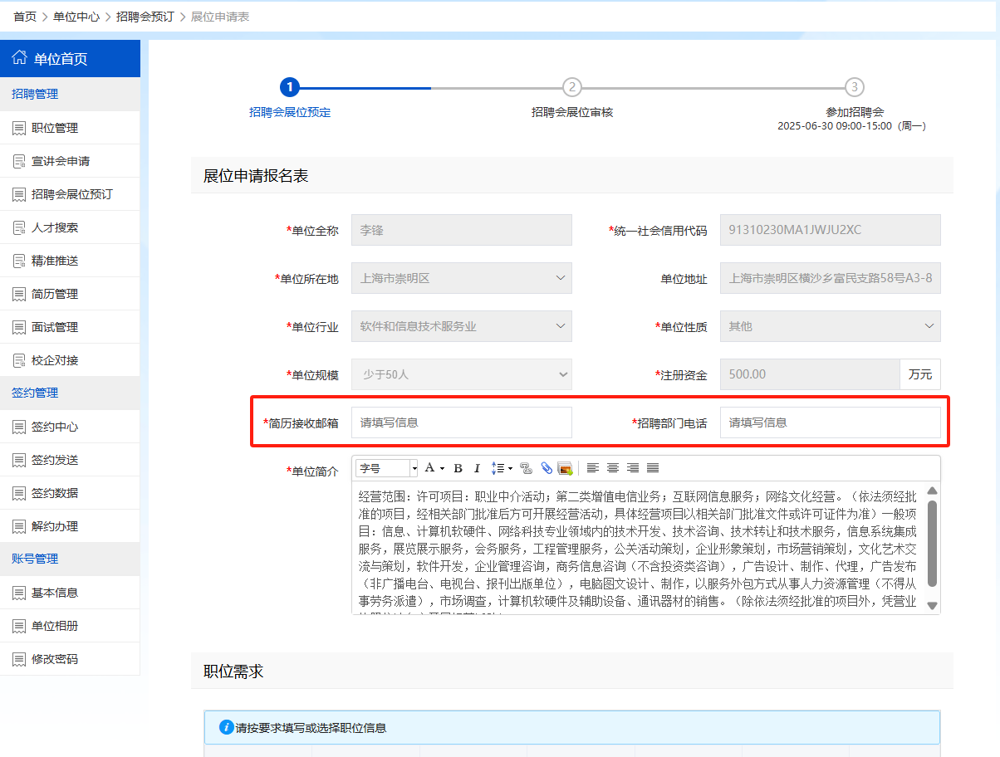 首页 > 单位中心 > 招聘会预订 > 展位申请表
单位首页
招聘管理
职位管理
宣讲会申请
招聘会展位预订
人才搜索
精准推送
简历管理
面试管理
校企对接
签约管理
签约中心
签约发送
签约数据
解约办理
账号管理
基本信息
单位相册
修改密码
1 2 3
招聘会展位预定 招聘会展位审核 参加招聘会
2025-06-30 09:00-15:00（周一）
展位申请报名表
*单位全称 李锋 *统一社会信用代码 91310230MA1JWJU2XC
*单位所在地 上海市崇明区 单位地址 上海市崇明区横沙乡富民支路58号A3-8
*单位行业 软件和信息技术服务业 *单位性质 其他
*单位规模 少于50人 *注册资金 500.00 万元
*简历接收邮箱 请填写信息 *招聘部门电话 请填写信息
*单位简介 字号 A B I
经营范围：许可项目：职业中介活动；第二类增值电信业务；互联网信息服务；网络文化经营。（依法须经批
准的项目，经相关部门批准后方可开展经营活动，具体经营项目以相关部门批准文件或许可证件为准）一般项
目：信息、计算机软硬件、网络科技专业领域内的技术开发、技术咨询、技术转让和技术服务，信息系统集成
服务，展览展示服务，会务服务，工程管理服务，公关活动策划，企业形象策划，市场营销策划，文化艺术交
流与策划，软件开发，企业管理咨询，商务信息咨询（不含投资类咨询），广告设计、制作、代理，广告发布
（非广播电台、电视台、报刊出版单位），电脑图文设计、制作，以服务外包方式从事人力资源管理（不得从
事劳务派遣），市场调查，计算机软硬件及辅助设备、通讯器材的销售。（除依法须经批准的项目外，凭营业
职位需求
请按要求填写或选择职位信息